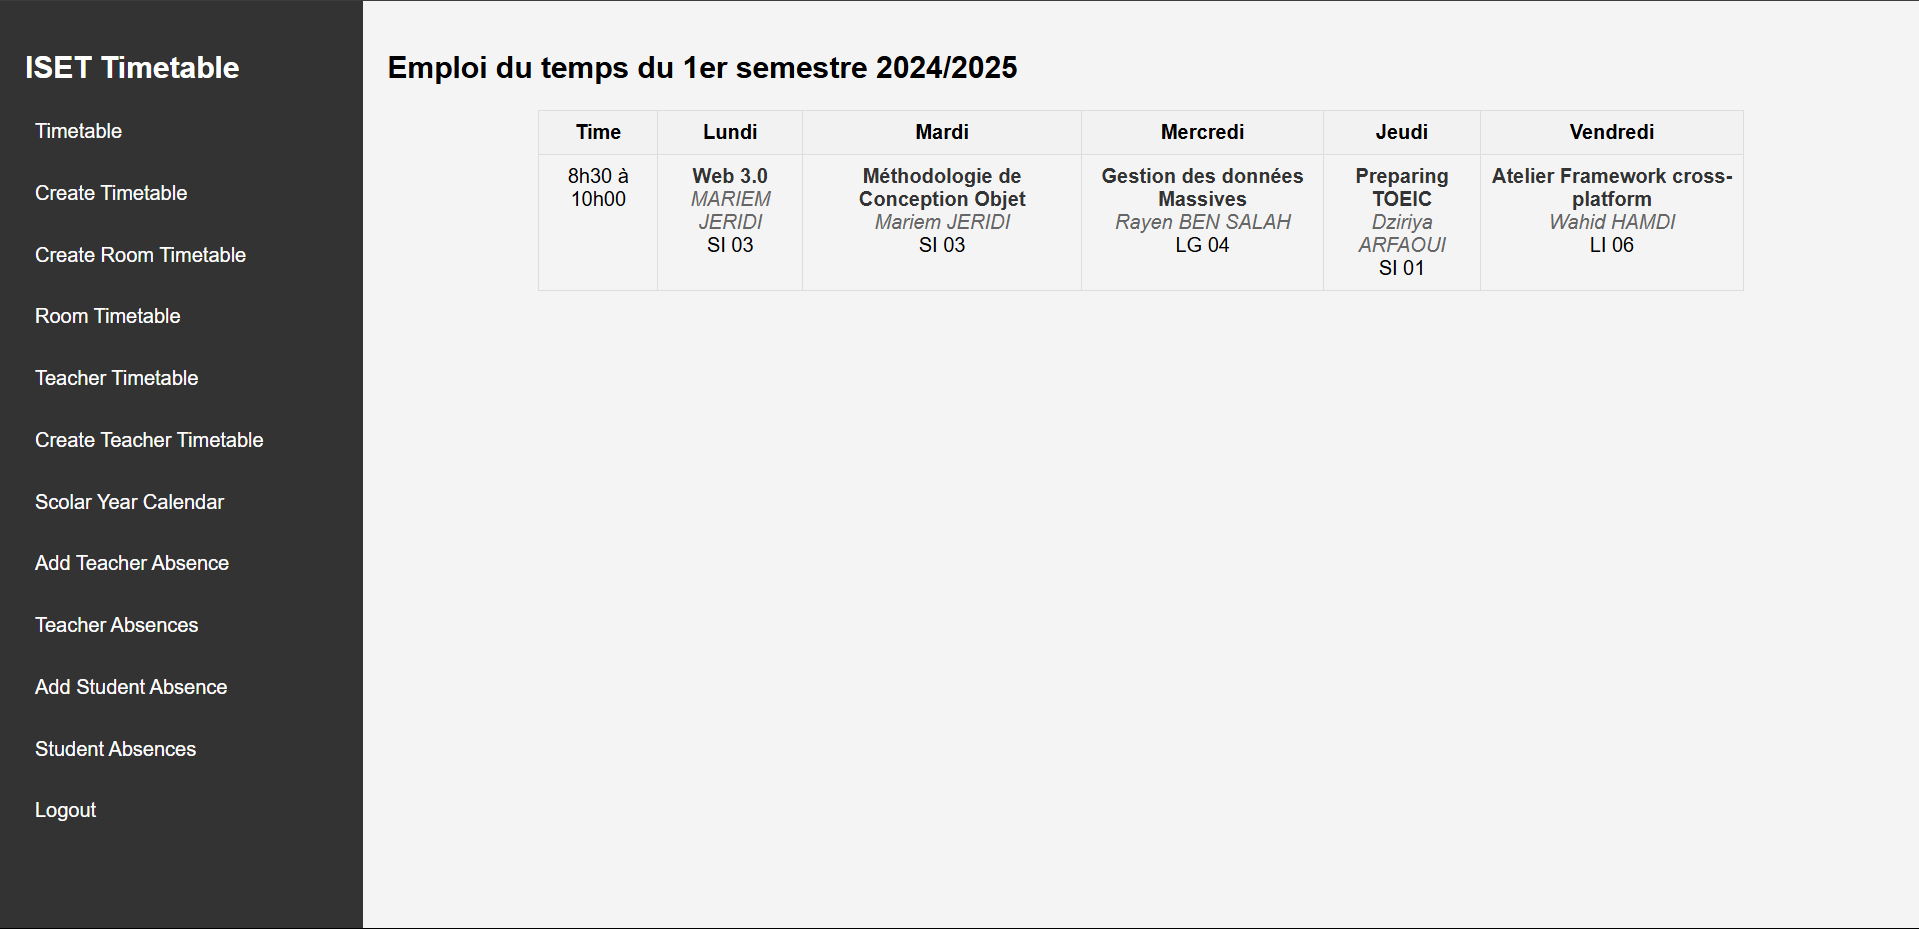 ISET Timetable
Timetable
Create Timetable
Create Room Timetable
Room Timetable
Teacher Timetable
Create Teacher Timetable
Scolar Year Calendar
Add Teacher Absence
Teacher Absences
Add Student Absence
Student Absences
Logout
Emploi du temps du 1er semestre 2024/2025
Time Lundi Mardi Mercredi Jeudi Vendredi
8h30 à
10h00
Web 3.0
MARIEM
JERIDI
SI 03
Méthodologie de
Conception Objet
Mariem JERIDI
SI 03
Gestion des données
Massives
Rayen BEN SALAH
LG 04
Preparing
TOEIC
Dziriya
ARFAOUI
SI 01
Atelier Framework cross-
platform
Wahid HAMDI
LI 06